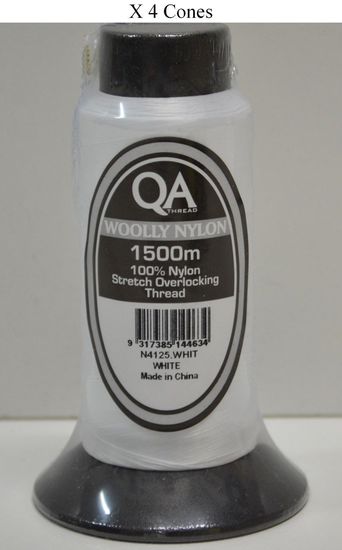 X 4 Cones
QA
THREAD
WOOLLY NYLON
1500m
100% Nylon
Stretch Overlocking
Thread
9 317385 144634
N4125.WHIT
WHITE
Made in China